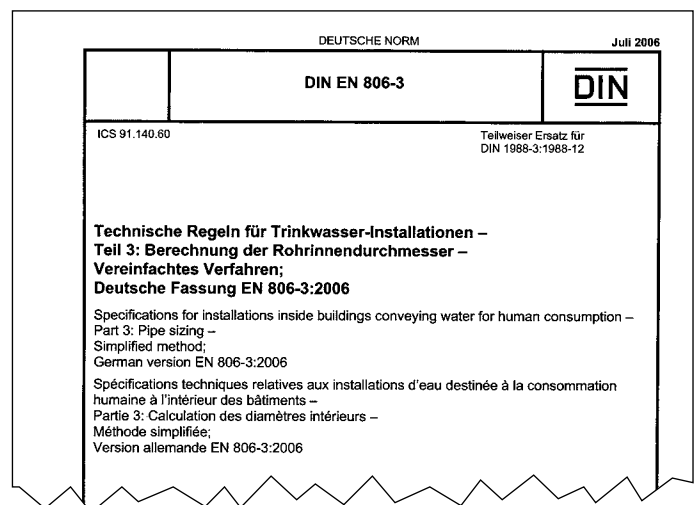 DEUTSCHE NORM
Juli 2006
DIN EN 806-3
DIN
ICS 91.140.60
Teilweiser Ersatz für
DIN 1988-3:1988-12
Technische Regeln für Trinkwasser-Installationen –
Teil 3: Berechnung der Rohrinnendurchmesser –
Vereinfachtes Verfahren;
Deutsche Fassung EN 806-3:2006
Specifications for installations inside buildings conveying water for human consumption –
Part 3: Pipe sizing –
Simplified method;
German version EN 806-3:2006
Spécifications techniques relatives aux installations d'eau destinée à la consommation
humaine à l'intérieur des bâtiments –
Partie 3: Calculation des diamètres intérieurs –
Méthode simplifiée;
Version allemande EN 806-3:2006